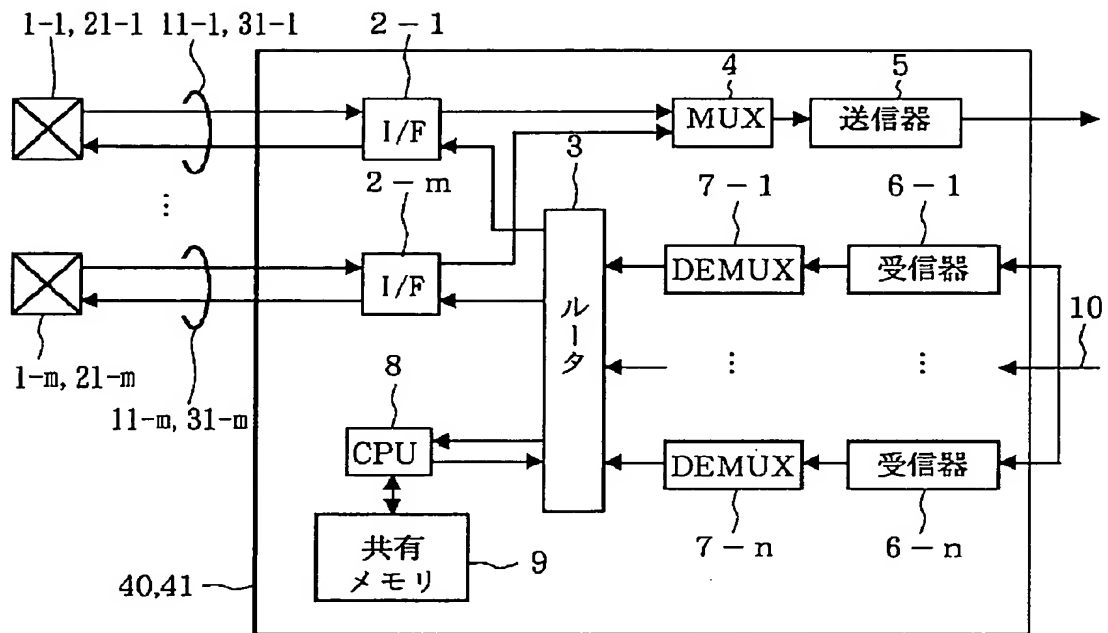 1-1, 21-1
11-1, 31-1
2-1
4
5
I/F
MUX
送信器
2-m
3
7-1
6-1
I/F
DEMUX
受信器
ルータ
10
⋮
⋮
⋮
1-m, 21-m
11-m, 31-m
8
CPU
DEMUX
受信器
7-n
6-n
共有
メモリ
9
40,41